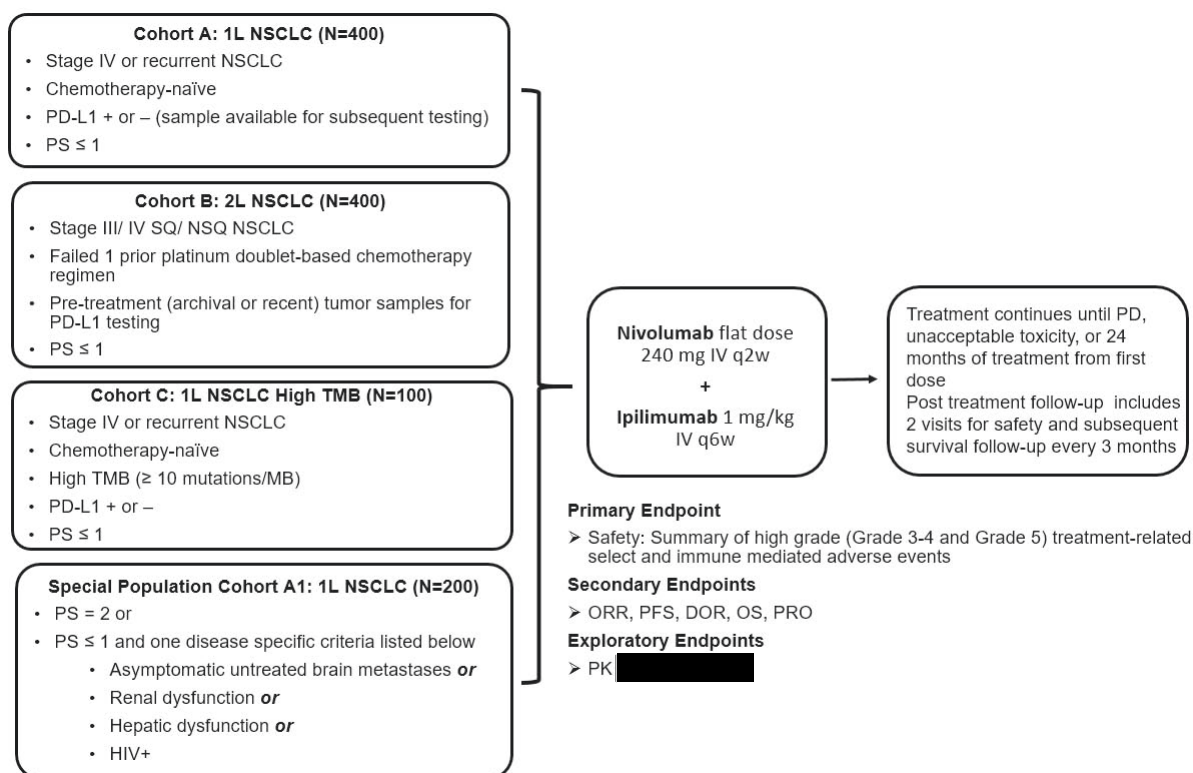 Cohort A: 1L NSCLC (N=400)
• Stage IV or recurrent NSCLC
• Chemotherapy-naïve
• PD-L1 + or – (sample available for subsequent testing)
• PS ≤ 1
Cohort B: 2L NSCLC (N=400)
• Stage III/ IV SQ/ NSQ NSCLC
• Failed 1 prior platinum doublet-based chemotherapy
regimen
• Pre-treatment (archival or recent) tumor samples for
PD-L1 testing
• PS ≤ 1
Cohort C: 1L NSCLC High TMB (N=100)
• Stage IV or recurrent NSCLC
• Chemotherapy-naïve
• High TMB (≥ 10 mutations/MB)
• PD-L1 + or –
• PS ≤ 1
Special Population Cohort A1: 1L NSCLC (N=200)
• PS = 2 or
• PS ≤ 1 and one disease specific criteria listed below
• Asymptomatic untreated brain metastases or
• Renal dysfunction or
• Hepatic dysfunction or
• HIV+
Nivolumab flat dose
240 mg IV q2w
+
Ipilimumab 1 mg/kg
IV q6w
Treatment continues until PD,
unacceptable toxicity, or 24
months of treatment from first
dose
Post treatment follow-up includes
2 visits for safety and subsequent
survival follow-up every 3 months
Primary Endpoint
➢ Safety: Summary of high grade (Grade 3-4 and Grade 5) treatment-related
select and immune mediated adverse events
Secondary Endpoints
➢ ORR, PFS, DOR, OS, PRO
Exploratory Endpoints
➢ PK